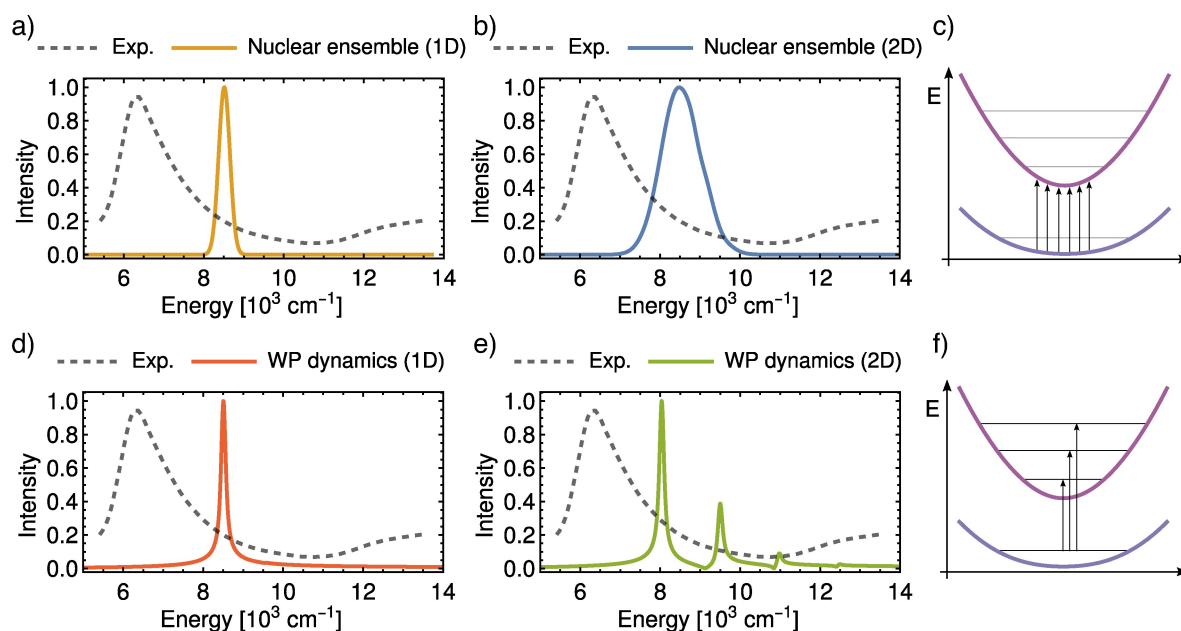 a)
Exp. Nuclear ensemble (1D)
Intensity
1.0
0.8
0.6
0.4
0.2
0.0
6 8 10 12 14
Energy [10³ cm⁻¹]
b)
Exp. Nuclear ensemble (2D)
Intensity
1.0
0.8
0.6
0.4
0.2
0.0
6 8 10 12 14
Energy [10³ cm⁻¹]
c)
E
d)
Exp. WP dynamics (1D)
Intensity
1.0
0.8
0.6
0.4
0.2
0.0
6 8 10 12 14
Energy [10³ cm⁻¹]
e)
Exp. WP dynamics (2D)
Intensity
1.0
0.8
0.6
0.4
0.2
0.0
6 8 10 12 14
Energy [10³ cm⁻¹]
f)
E